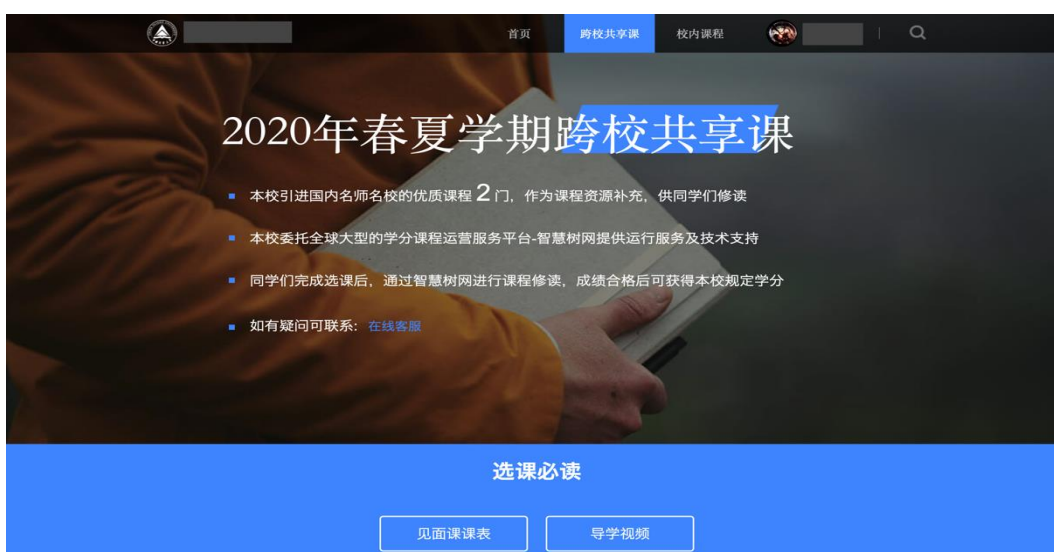 首页 跨校共享课 校内课程
2020年春夏学期跨校共享课
本校引进国内名师名校的优质课程2门，作为课程资源补充，供同学们修读
本校委托全球大型的学分课程运营服务平台-智慧树网提供运行服务及技术支持
同学们完成选课后，通过智慧树网进行课程修读，成绩合格后可获得本校规定学分
如有疑问可联系：在线客服
选课必读
见面课课表 导学视频